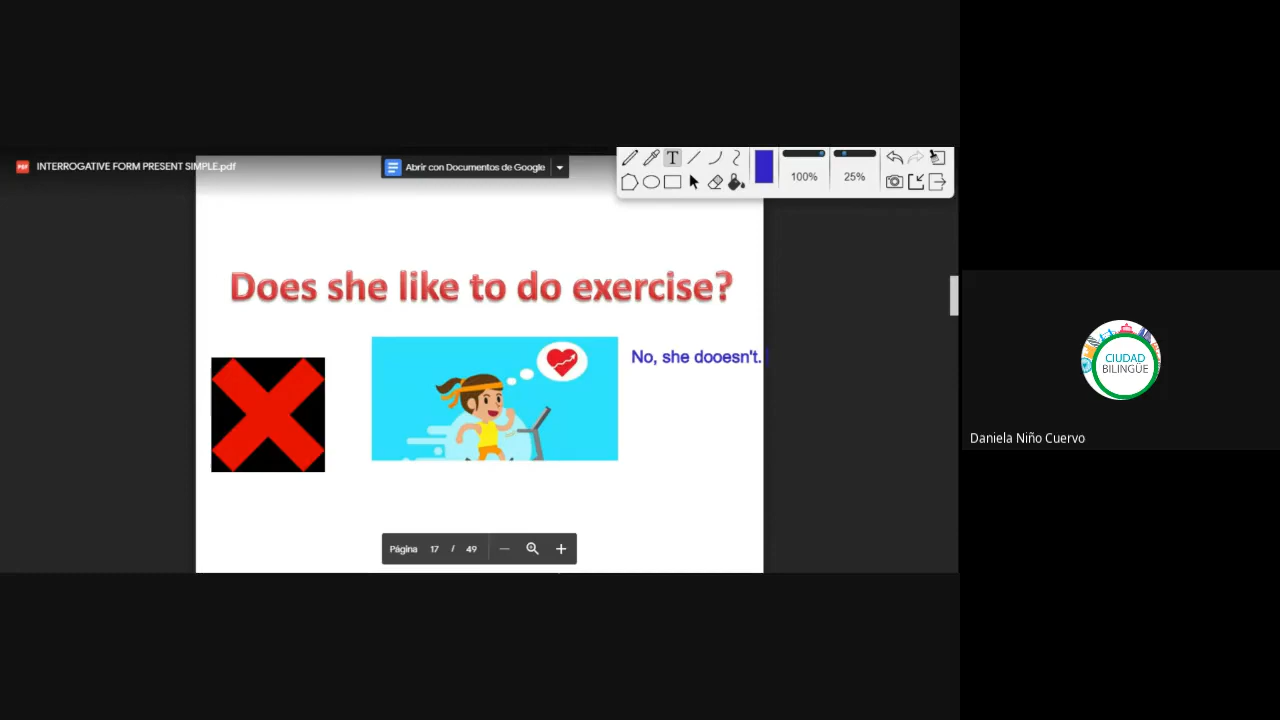 INTERROGATIVE FORM PRESENT SIMPLE.pdf
Abrir con Documentos de Google
100%
25%
Does she like to do exercise?
No, she dooesn't.
CIUDAD
BILINGÜE
Daniela Niño Cuervo
Página 17 / 49